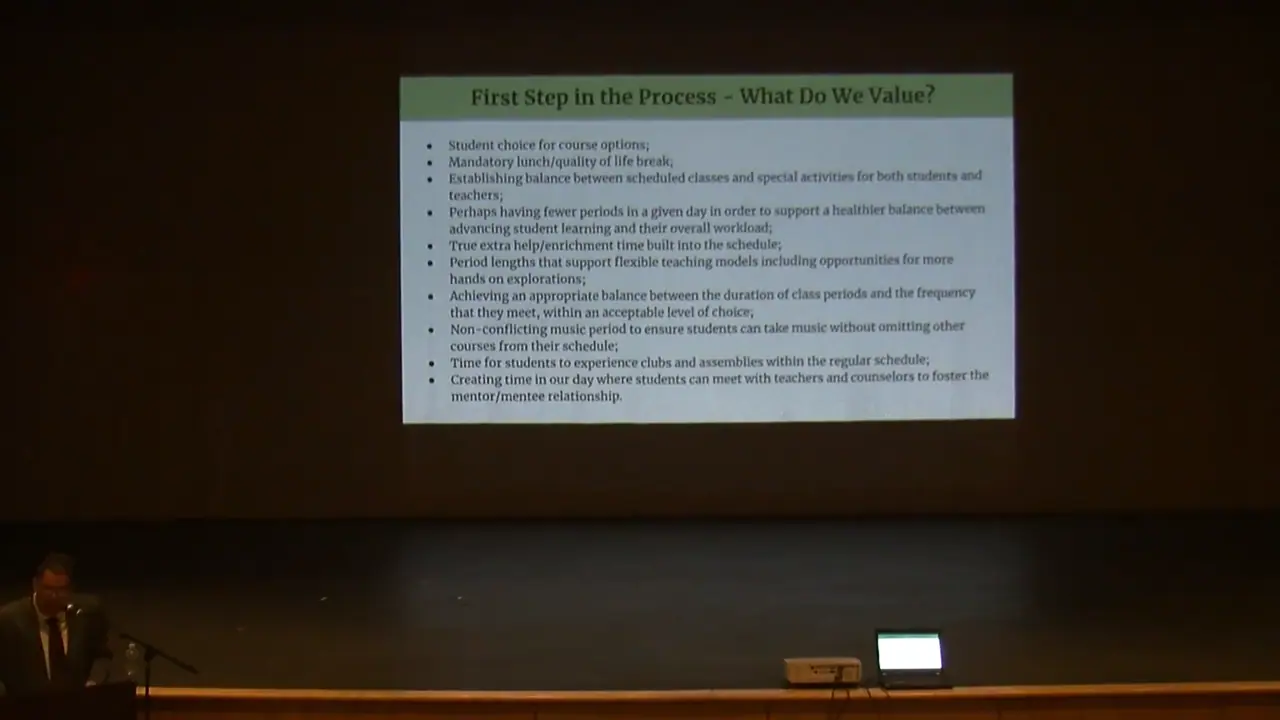 First Step in the Process - What Do We Value?
• Student choice for course options;
• Mandatory lunch/quality of life break;
• Establishing balance between scheduled classes and special activities for both students and
teachers;
• Perhaps having fewer periods in a given day in order to support a healthier balance between
advancing student learning and their overall workload;
• True extra help/enrichment time built into the schedule;
• Period lengths that support flexible teaching models including opportunities for more
hands on explorations;
• Achieving an appropriate balance between the duration of class periods and the frequency
that they meet, within an acceptable level of choice;
• Non-conflicting music period to ensure students can take music without omitting other
courses from their schedule;
• Time for students to experience clubs and assemblies within the regular schedule;
• Creating time in our day where students can meet with teachers and counselors to foster the
mentor/mentee relationship.